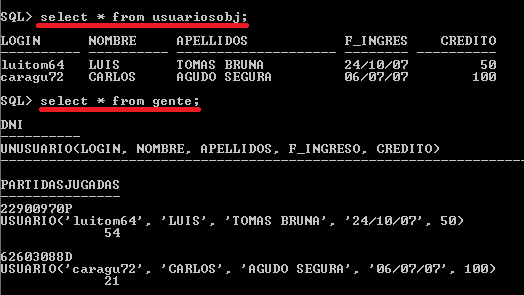 SQL> select * from usuariosobj;
LOGIN NOMBRE APELLIDOS F_INGRES CREDITO
---------- ---------- -------------------- -------- ----------
luitom64 LUIS TOMAS BRUNA 24/10/07 50
caragu72 CARLOS AGUDO SEGURA 06/07/07 100
SQL> select * from gente;
DNI
----------
UNUSUARIO(LOGIN, NOMBRE, APELLIDOS, F_INGRESO, CREDITO)
--------------------------------------------------------------------------------
PARTIDASJUGADAS
---------------
22900970P
USUARIO('luitom64', 'LUIS', 'TOMAS BRUNA', '24/10/07', 50)
54
62603088D
USUARIO('caragu72', 'CARLOS', 'AGUDO SEGURA', '06/07/07', 100)
21